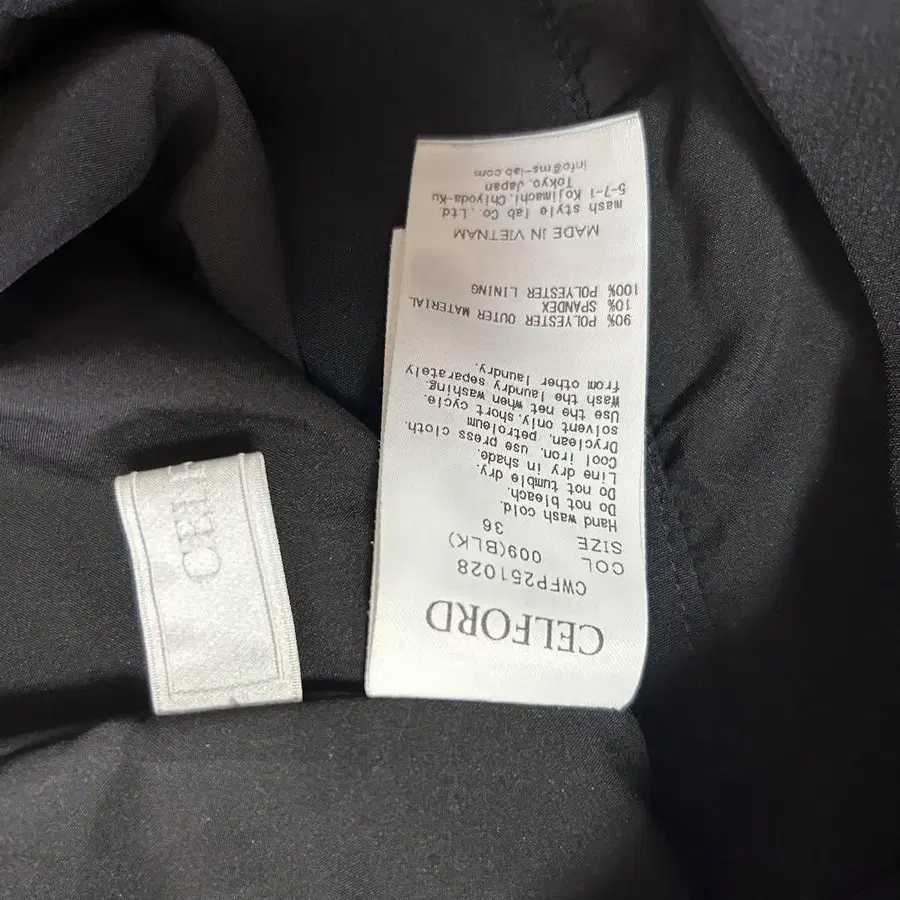 CELFORD
CWFP251028
COL 009(BLK)
SIZE 36
Hand wash cold.
Do not bleach.
Do not tumble dry.
Line dry in shade.
Cool iron, use press cloth.
Dryclean, petroleum
solvent only, short cycle.
Use the net when washing.
Wash the laundry separately
from other laundry.
90% POLYESTER OUTER MATERIAL
10% SPANDEX
100% POLYESTER LINING
MADE IN VIETNAM
mash style lab Co., Ltd.
5-7-1 Kojimachi, Chiyoda-Ku
Tokyo, Japan
info@ms-lab.com